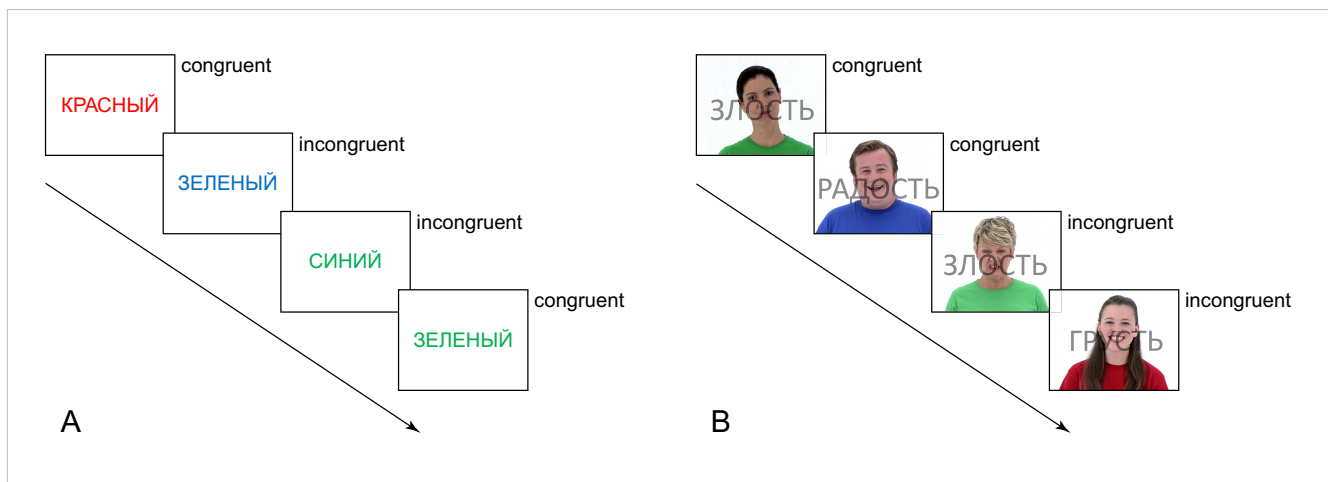 congruent
КРАСНЫЙ
incongruent
ЗЕЛЕНЫЙ
incongruent
СИНИЙ
congruent
ЗЕЛЕНЫЙ
A
congruent
ЗЛОСТЬ
congruent
РАДОСТЬ
incongruent
ЗЛОСТЬ
incongruent
ГРУСТЬ
B